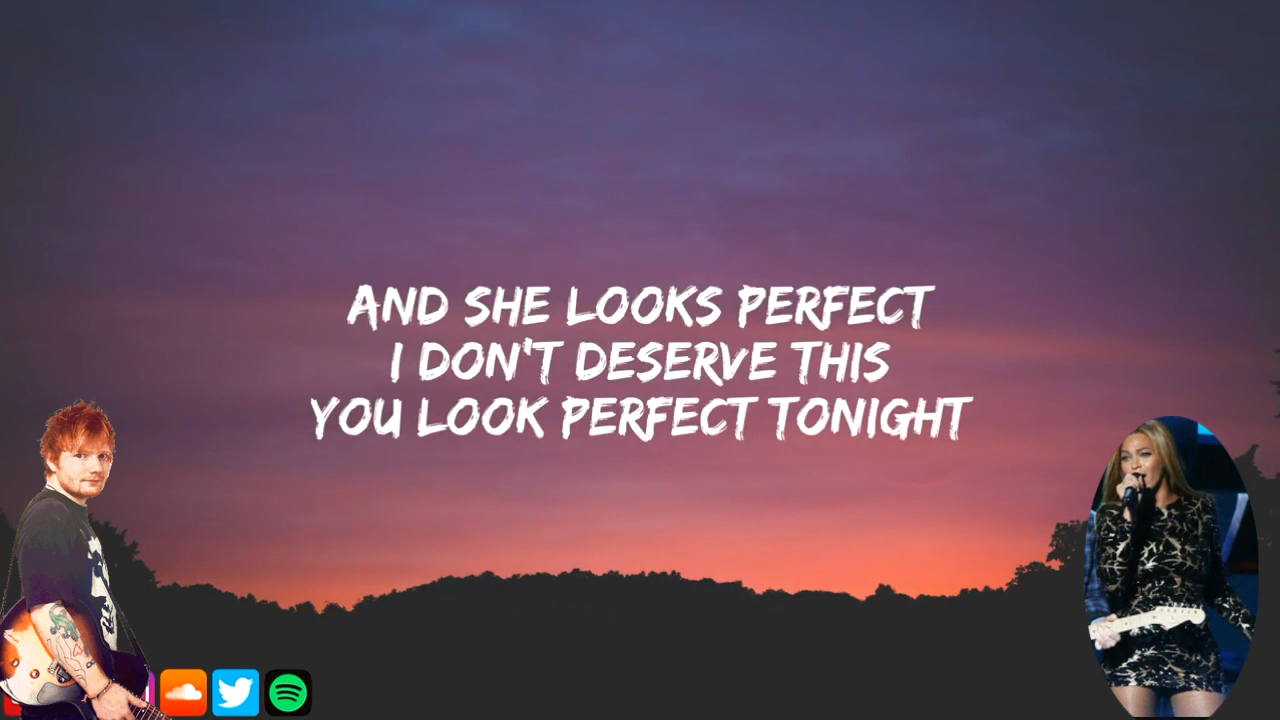 AND SHE LOOKS PERFECT
I DON'T DESERVE THIS
YOU LOOK PERFECT TONIGHT